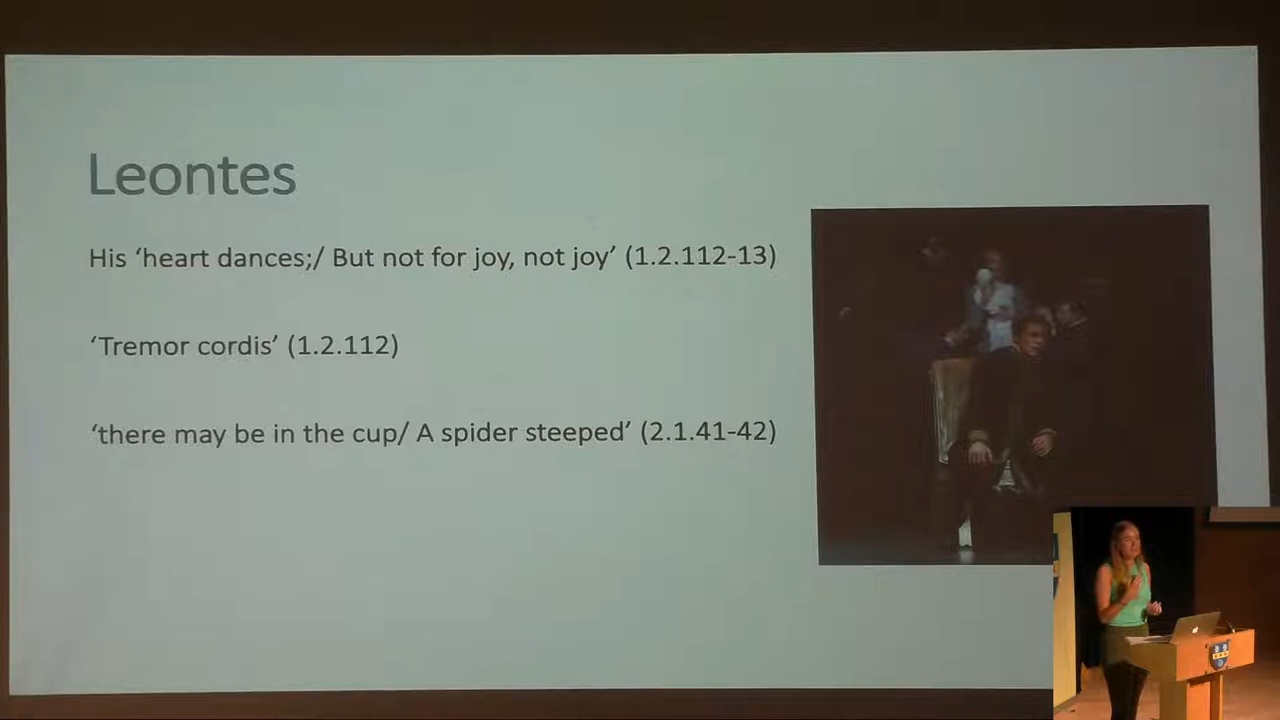 Leontes
His ‘heart dances;/ But not for joy, not joy’ (1.2.112-13)
‘Tremor cordis’ (1.2.112)
‘there may be in the cup/ A spider steeped’ (2.1.41-42)